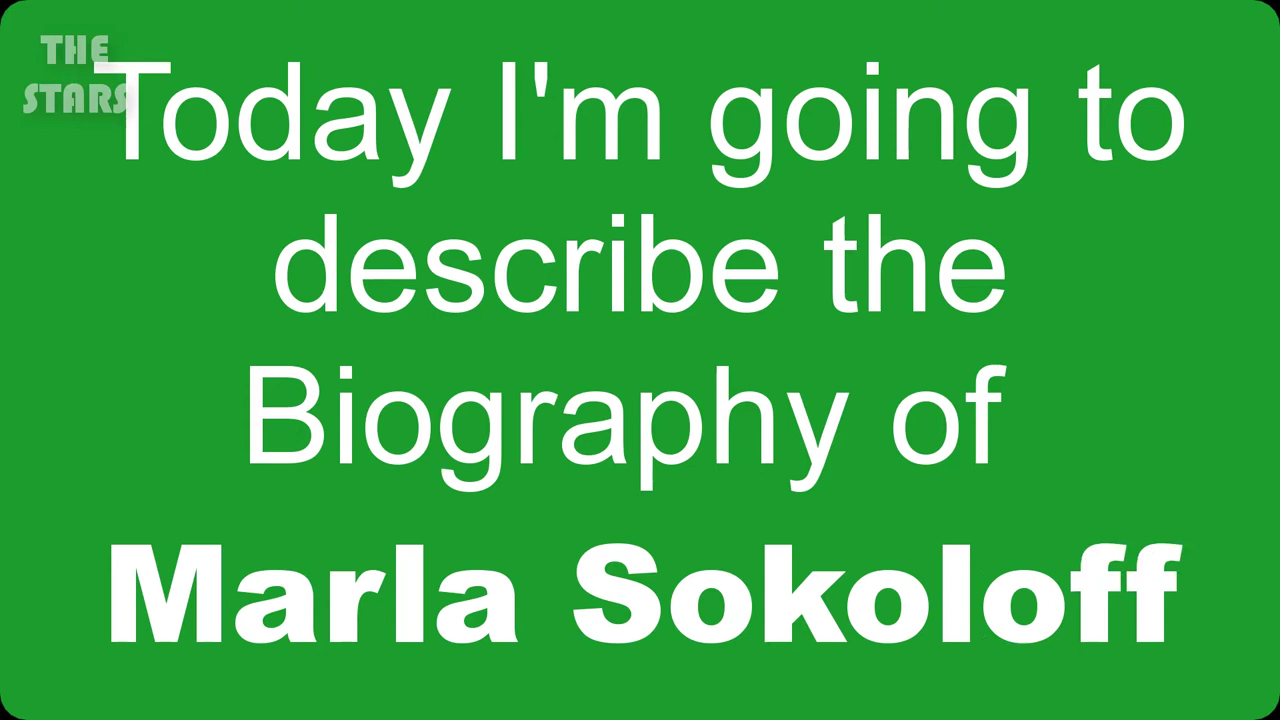 THE
STARS
Today I'm going to
describe the
Biography of
Marla Sokoloff